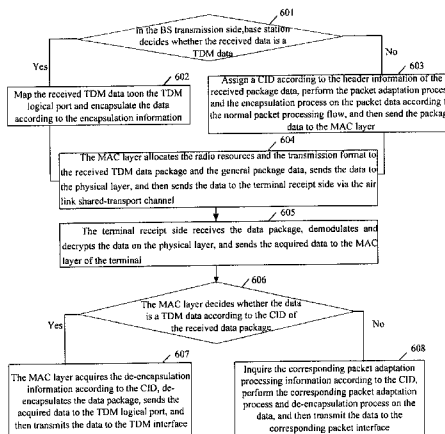 601
In the BS transmission side,base station
decides whether the received data is a
TDM data
Yes
No
602
Map the received TDM data toon the TDM
logical port and encapsulate the data
according to the encapsulation information
603
Assign a CID according to the header information of the
received package data, perform the packet adaptation process
and the encapsulation process on the packet data according to
the normal packet processing flow, and then send the package
data to the MAC layer
604
The MAC layer allocates the radio resources and the transmission format to
the received TDM data package and the general package data, sends the data to
the physical layer, and then sends the data to the terminal receipt side via the air
link shared-transport channel
605
The terminal receipt side receives the data package, demodulates and
decrypts the data on the physical layer, and sends the acquired data to the MAC
layer of the terminal
606
The MAC layer decides whether the data
is a TDM data according to the CID of
the received data package
Yes
No
607
The MAC layer acquires the de-encapsulation
information according to the CID, de-
encapsulates the data package, sends the
acquired data to the TDM logical port, and
then transmits the data to the TDM interface
608
Inquire the corresponding packet adaptation
processing information according to the CID,
perform the corresponding packet adaptation
process and de-encapsulation process on the
data, and then transmit the data to the
corresponding packet interface